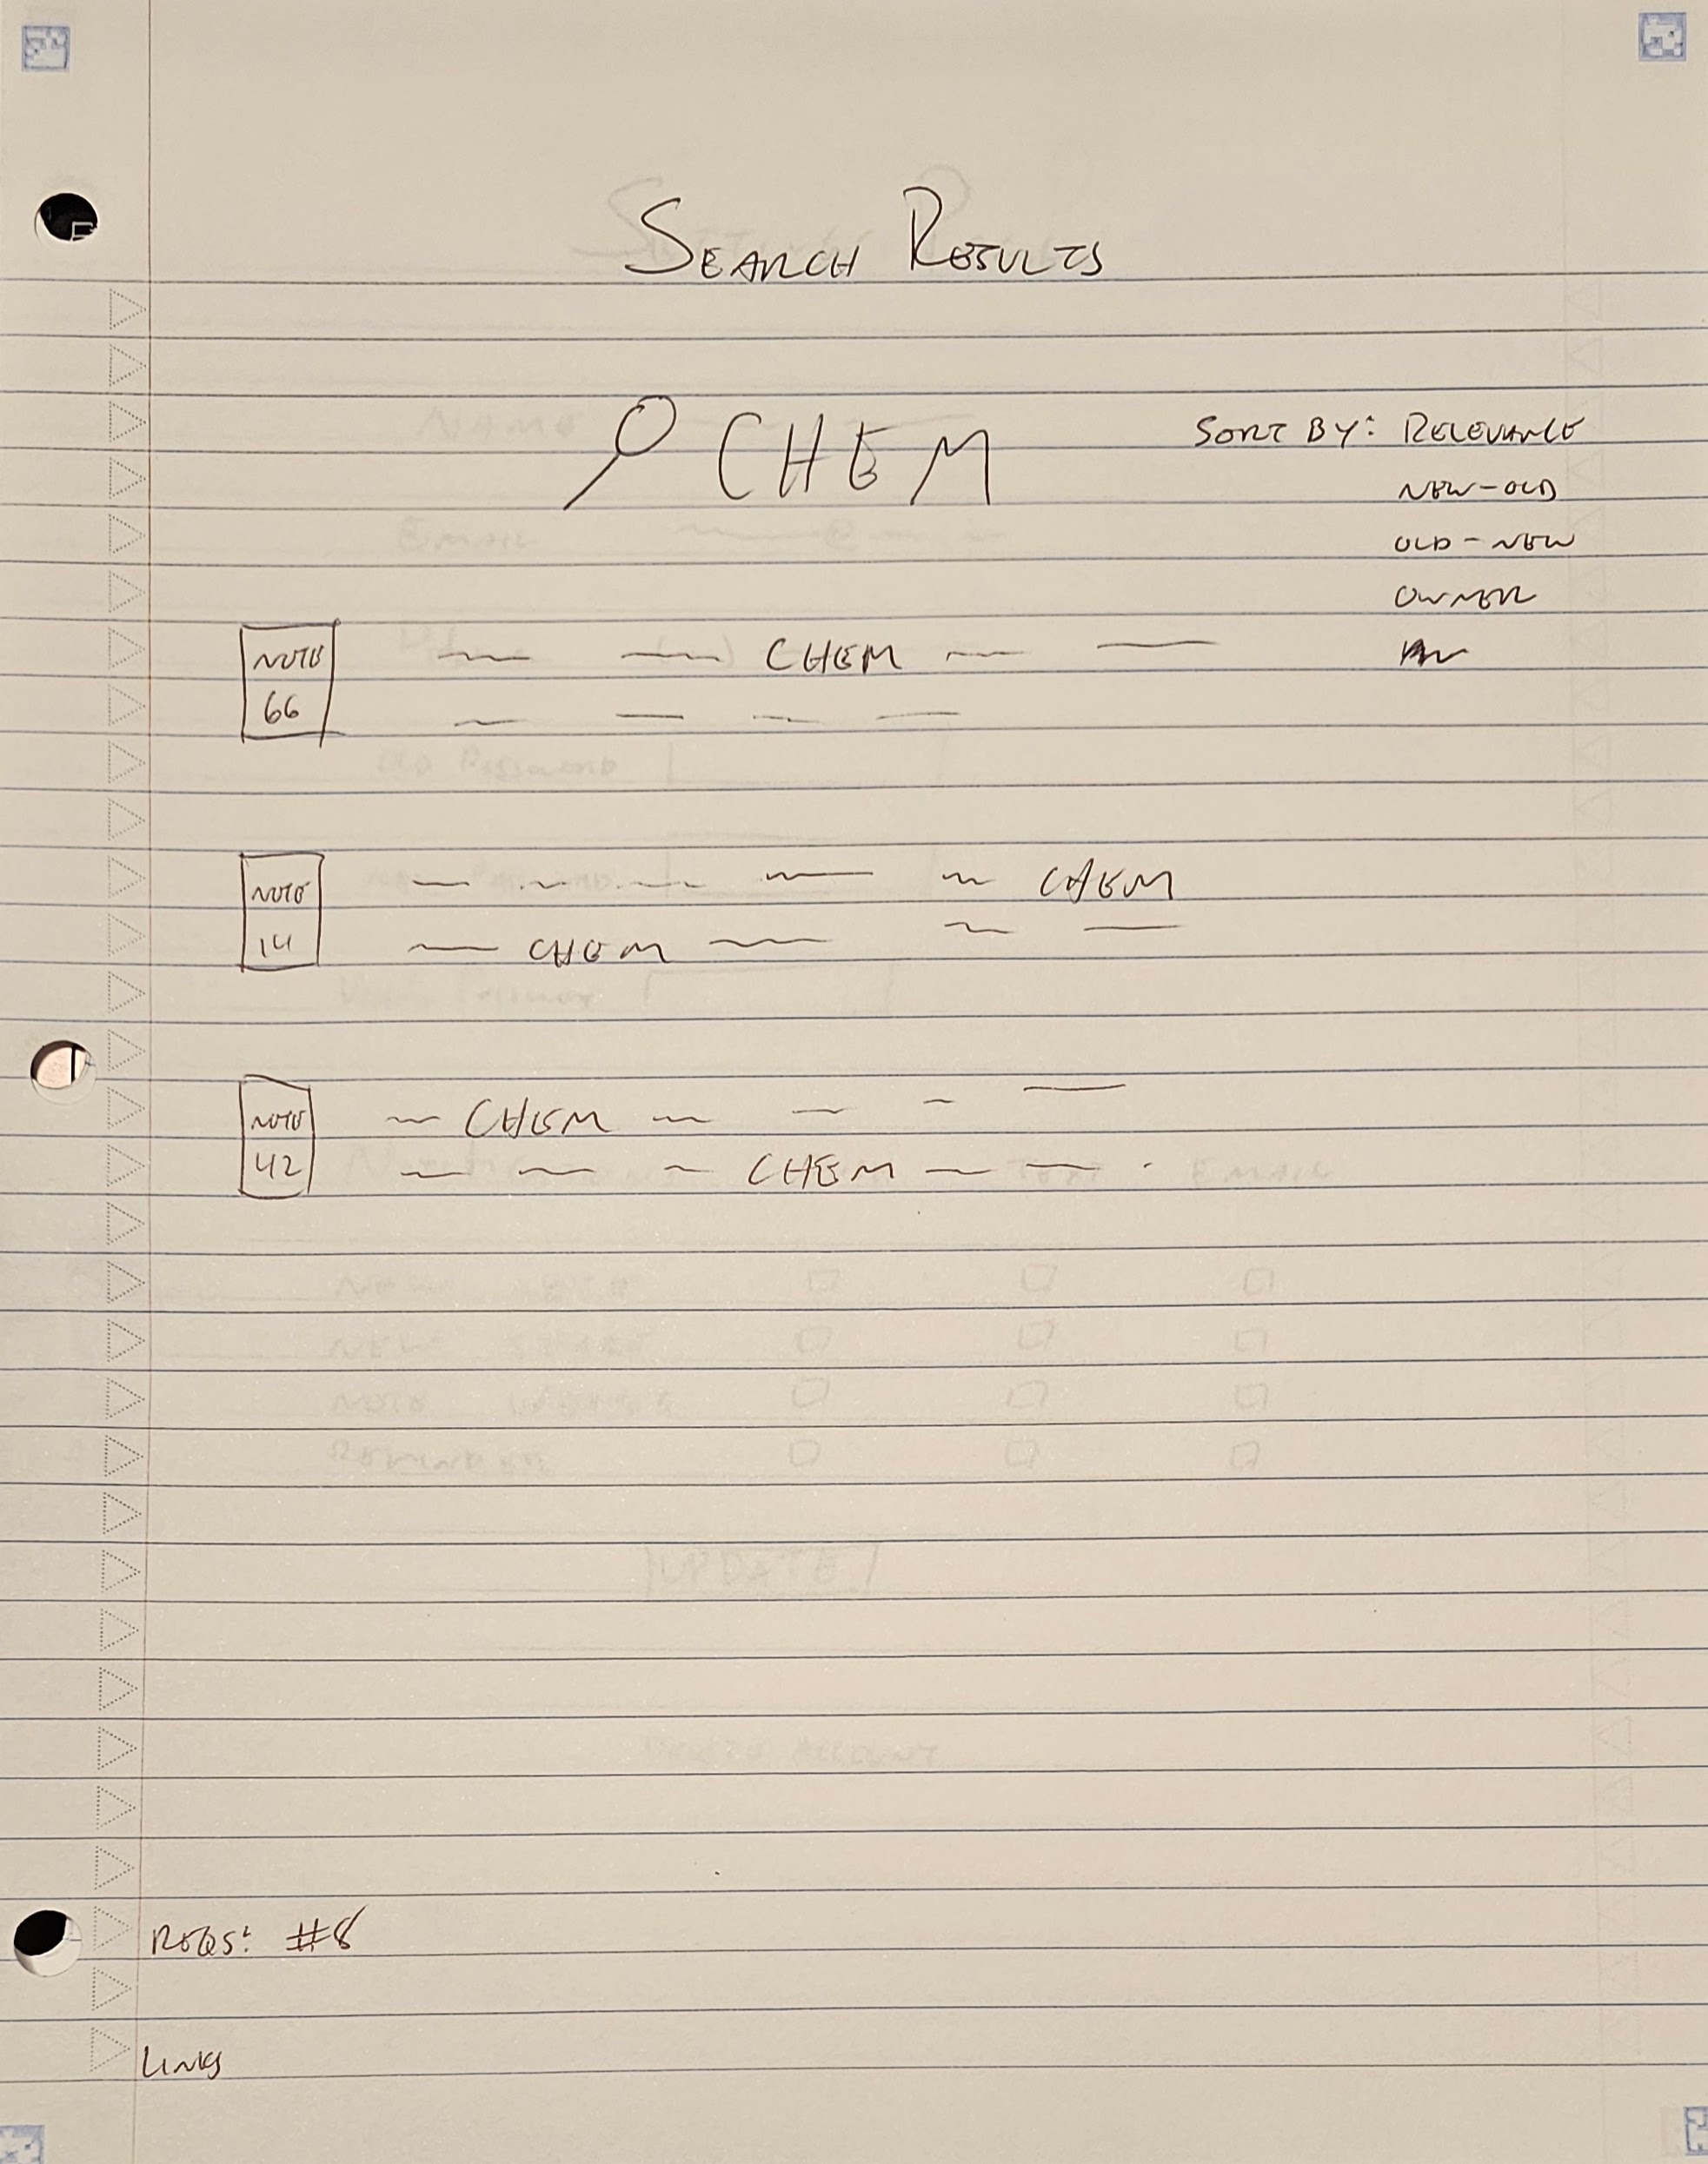 SEARCH RESULTS
CHEM
SORT BY: RELEVANCE
NEW-OLD
OLD-NEW
OWNER
NOTE
66
CHEM
NOTE
14
CHEM
CHEM
NOTE
42
CHEM
CHEM
REQS: #8
LINKS